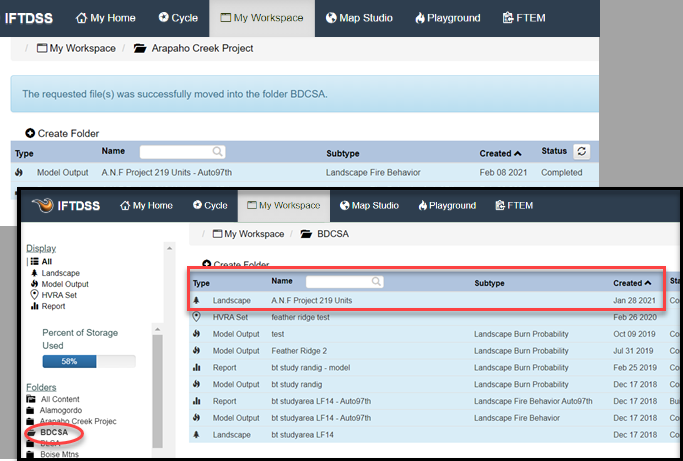 IFTDSS My Home Cycle My Workspace Map Studio Playground FTEM
/ My Workspace / Arapaho Creek Project
The requested file(s) was successfully moved into the folder BDCSA.
Create Folder
Type Name Subtype Created Status
Model Output A.N.F Project 219 Units - Auto97th Landscape Fire Behavior Feb 08 2021 Completed
IFTDSS My Home Cycle My Workspace Map Studio Playground FTEM
/ My Workspace / BDCSA
Display
All
Landscape
Model Output
HVRA Set
Report
Percent of Storage
Used
58%
Folders
All Content
Alamogordo
Arapaho Creek Projec
BDCSA
BLSA
Boise Mtns
Create Folder
Type Name Subtype Created Sta
Landscape A.N.F Project 219 Units Jan 28 2021 Co
HVRA Set feather ridge test Feb 26 2020
Model Output test Landscape Burn Probability Oct 09 2019 Co
Model Output Feather Ridge 2 Landscape Burn Probability Jul 31 2019 Co
Report bt study randig - model Landscape Burn Probability Feb 25 2019 Co
Model Output bt study randig Landscape Burn Probability Dec 17 2018 Co
Report bt studyarea LF14 - Auto97th Landscape Fire Behavior Auto97th Dec 17 2018 Bui
Model Output bt studyarea LF14 - Auto97th Landscape Fire Behavior Dec 17 2018 Co
Landscape bt studyarea LF14 Dec 17 2018 Co